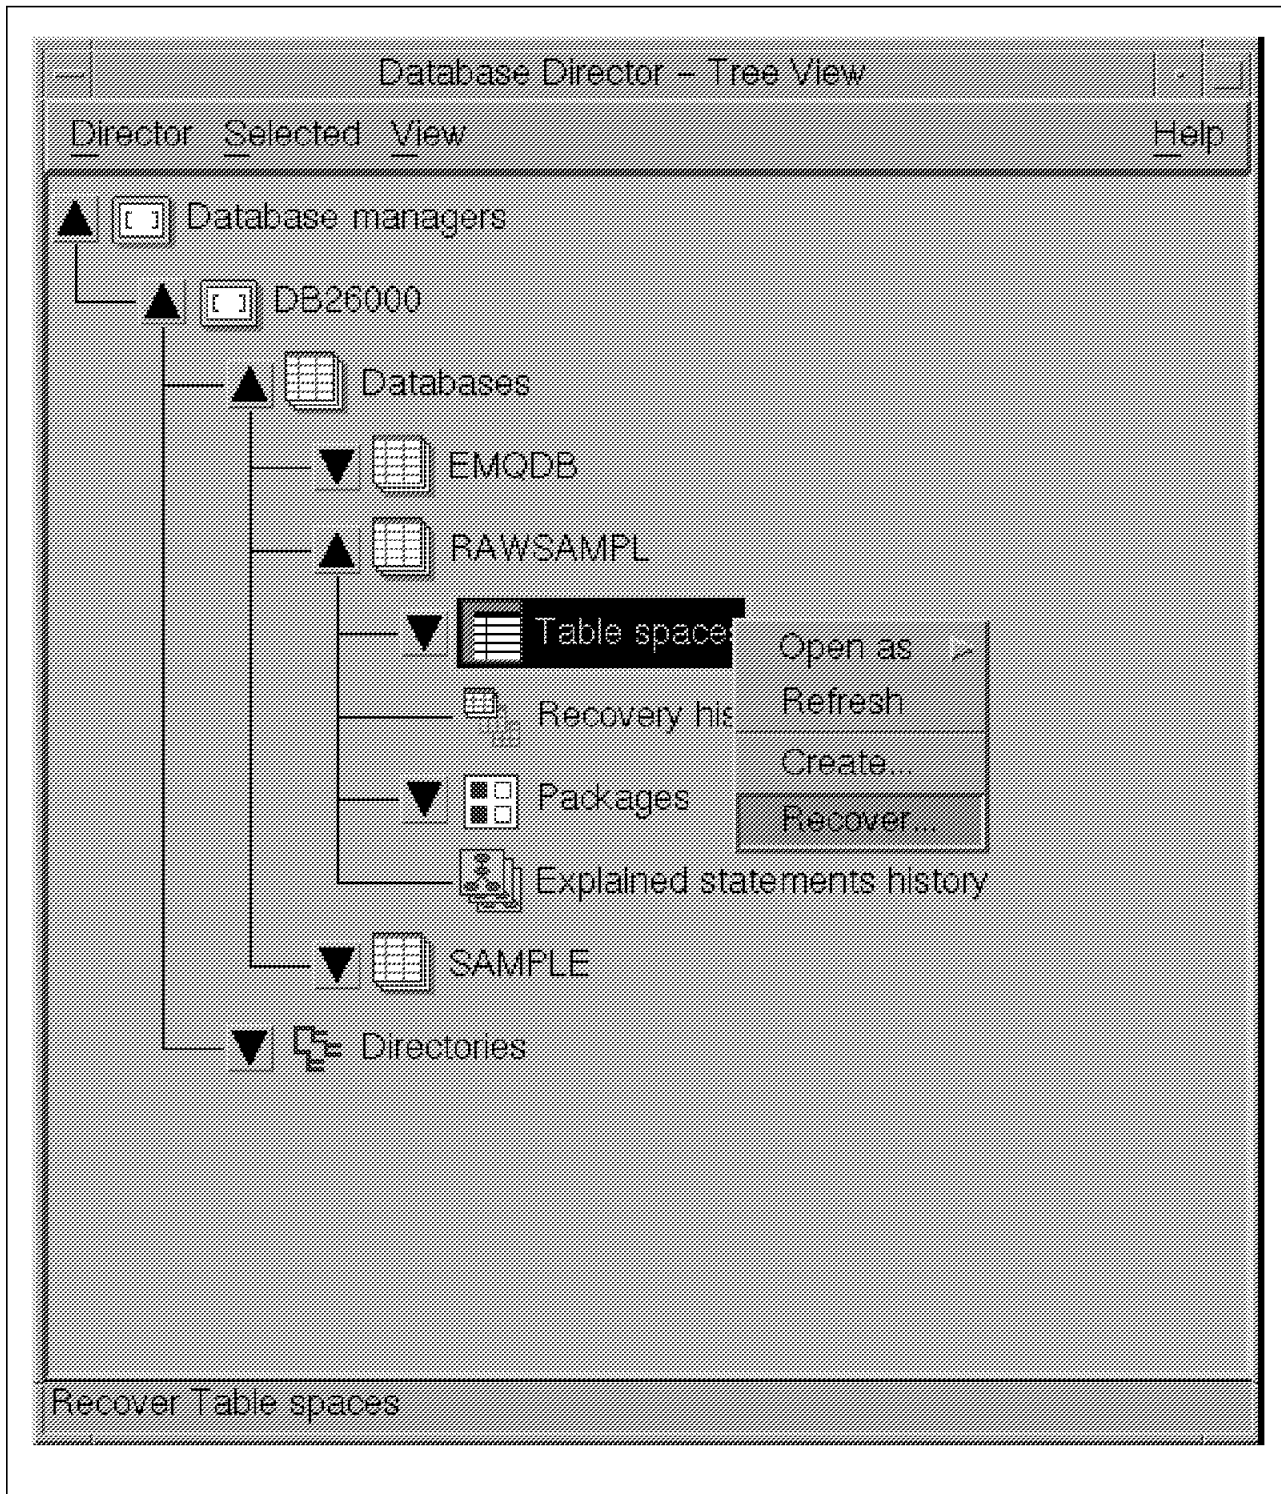 Database Director – Tree View
Director Selected View Help
[ ] Database managers
[ ] DB26000
Databases
EMQDB
RAWSAMPL
Table spaces
Open as
Refresh
Recovery his
Create...
Packages
Recover...
Explained statements history
SAMPLE
Directories
Recover Table spaces